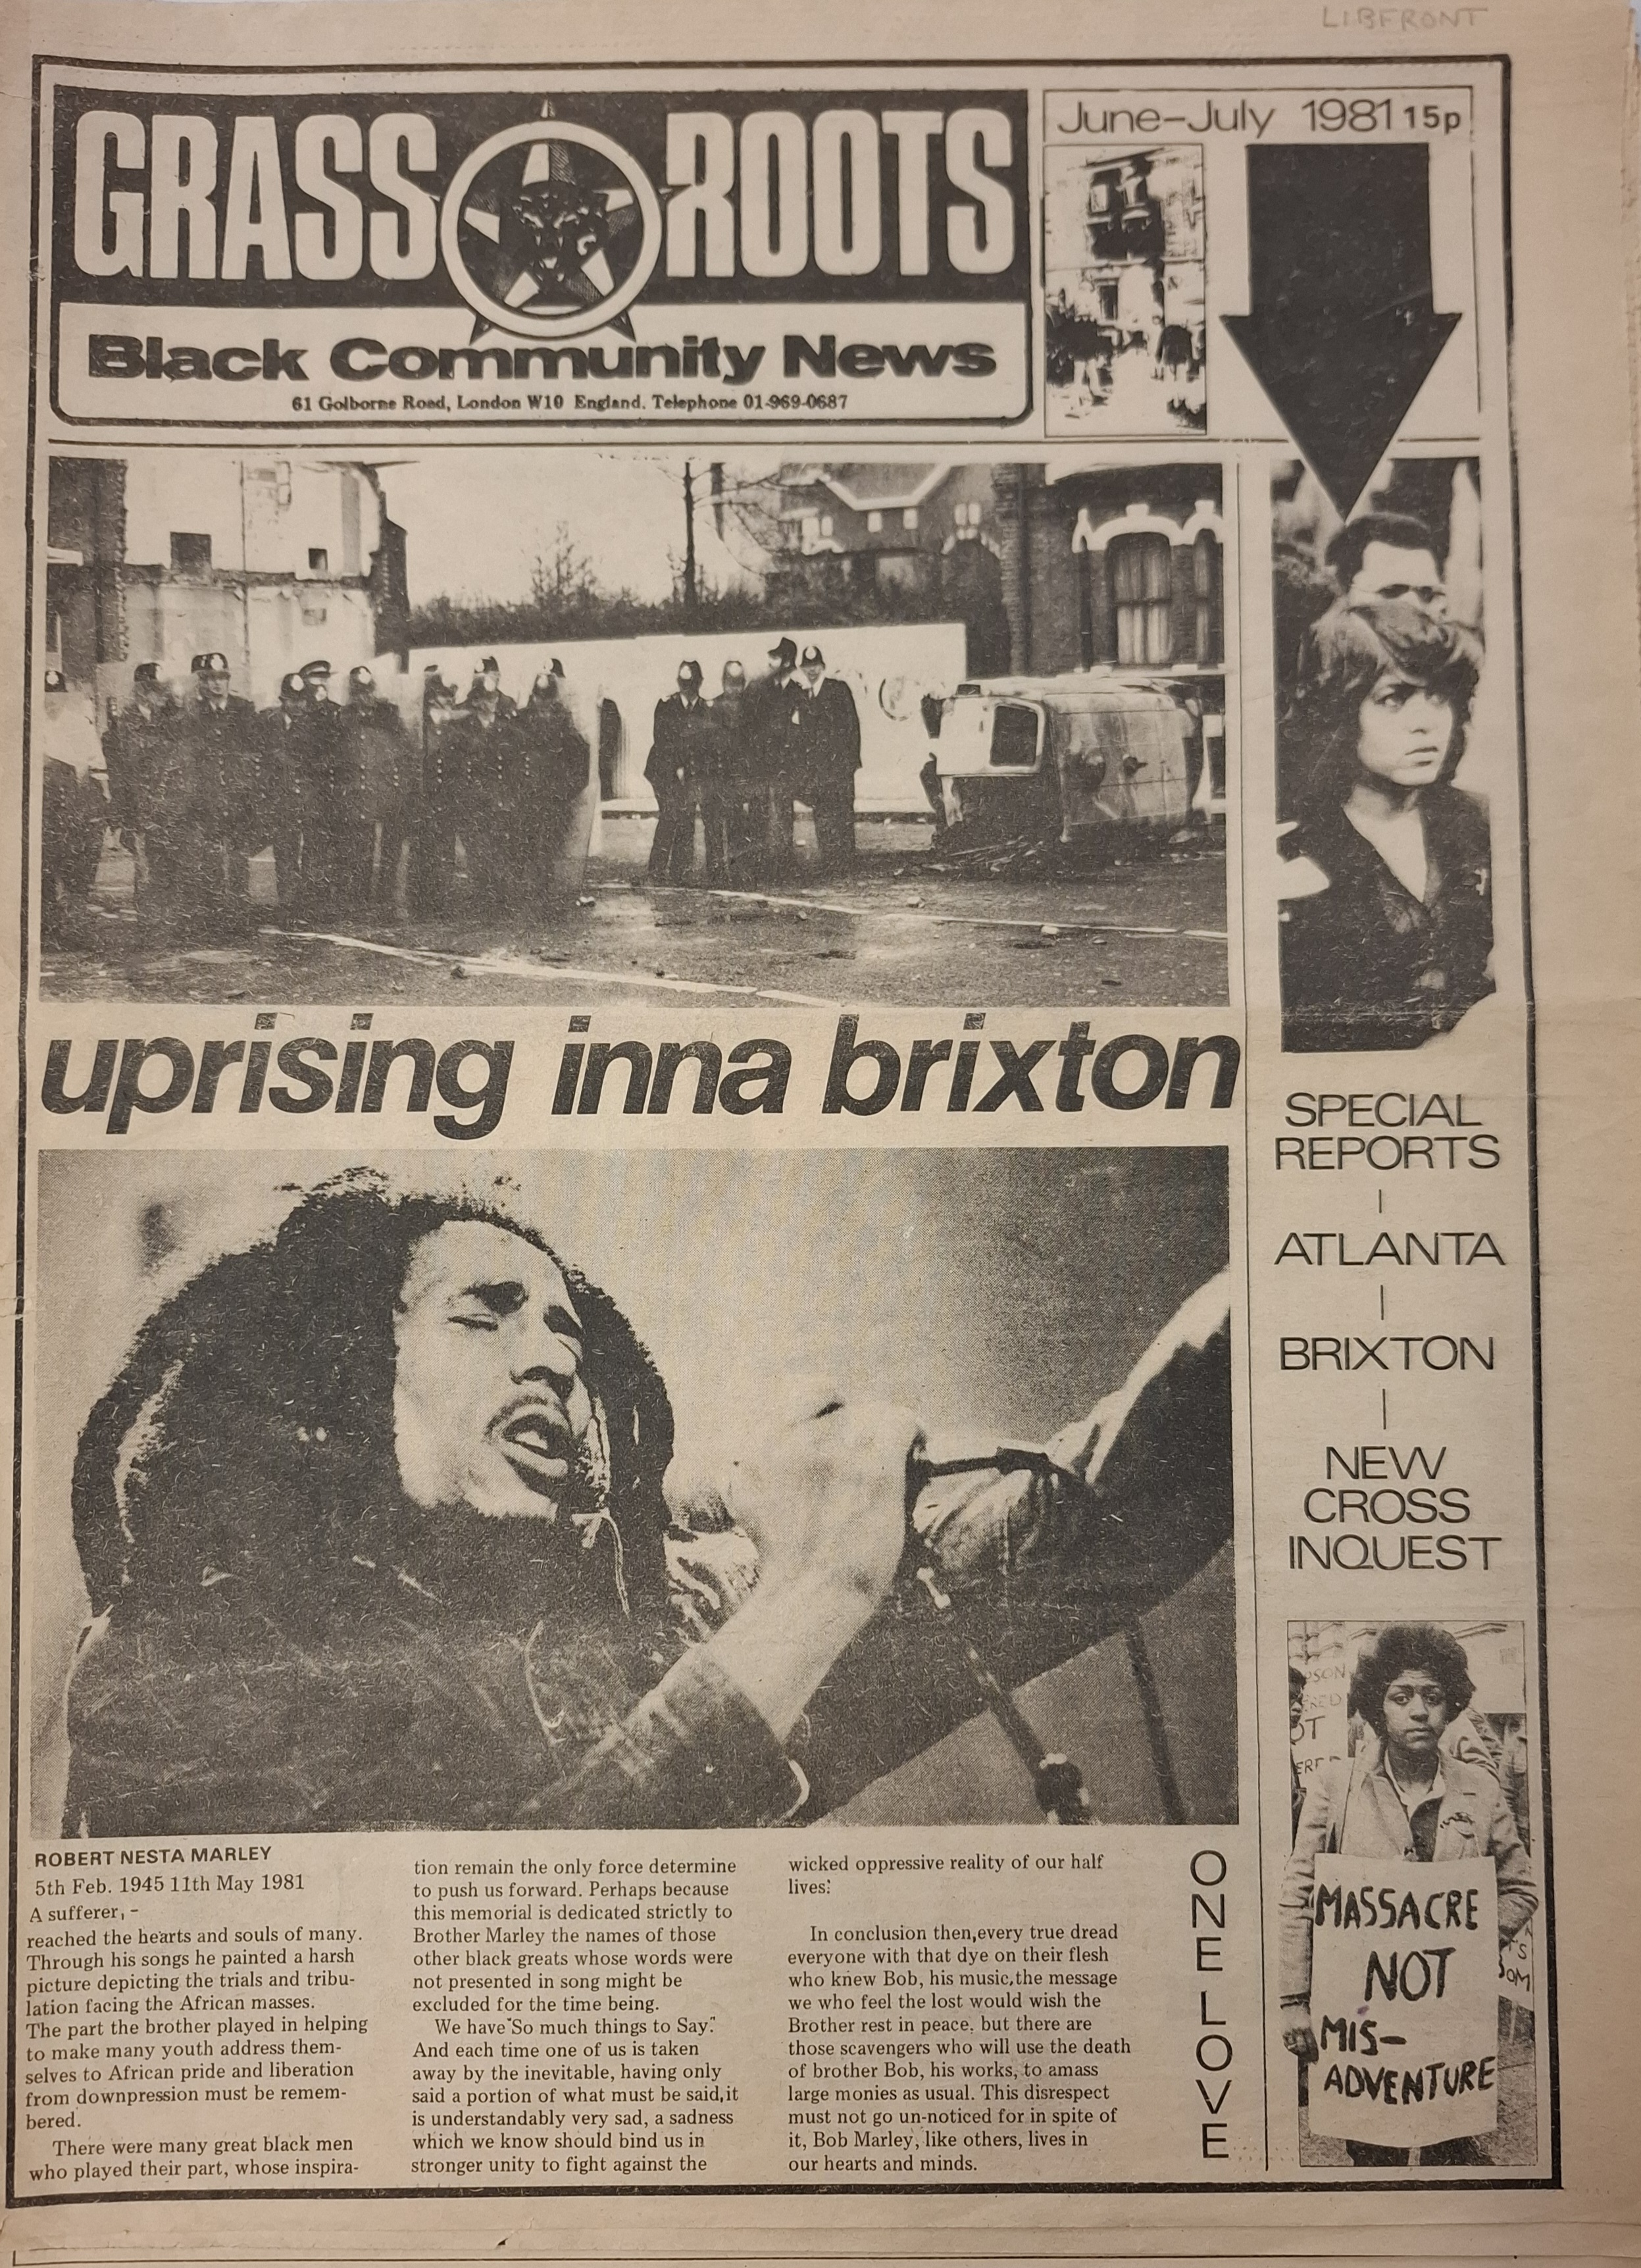 LIBFRONT
GRASS ROOTS
Black Community News
61 Golborne Road, London W10 England. Telephone 01-969-0687
June-July 1981 15p
uprising inna brixton
SPECIAL
REPORTS
ATLANTA
BRIXTON
NEW
CROSS
INQUEST
ROBERT NESTA MARLEY
5th Feb. 1945 11th May 1981
A sufferer, -
reached the hearts and souls of many.
Through his songs he painted a harsh
picture depicting the trials and tribu-
lation facing the African masses.
The part the brother played in helping
to make many youth address them-
selves to African pride and liberation
from downpression must be remem-
bered.
There were many great black men
who played their part, whose inspira-
tion remain the only force determine
to push us forward. Perhaps because
this memorial is dedicated strictly to
Brother Marley the names of those
other black greats whose words were
not presented in song might be
excluded for the time being.
We have "So much things to Say."
And each time one of us is taken
away by the inevitable, having only
said a portion of what must be said,it
is understandably very sad, a sadness
which we know should bind us in
stronger unity to fight against the
wicked oppressive reality of our half
lives!
In conclusion then,every true dread
everyone with that dye on their flesh
who knew Bob, his music,the message
we who feel the lost would wish the
Brother rest in peace, but there are
those scavengers who will use the death
of brother Bob, his works, to amass
large monies as usual. This disrespect
must not go un-noticed for in spite of
it, Bob Marley, like others, lives in
our hearts and minds.
ONE LOVE
MASSACRE
NOT
MIS-
ADVENTURE